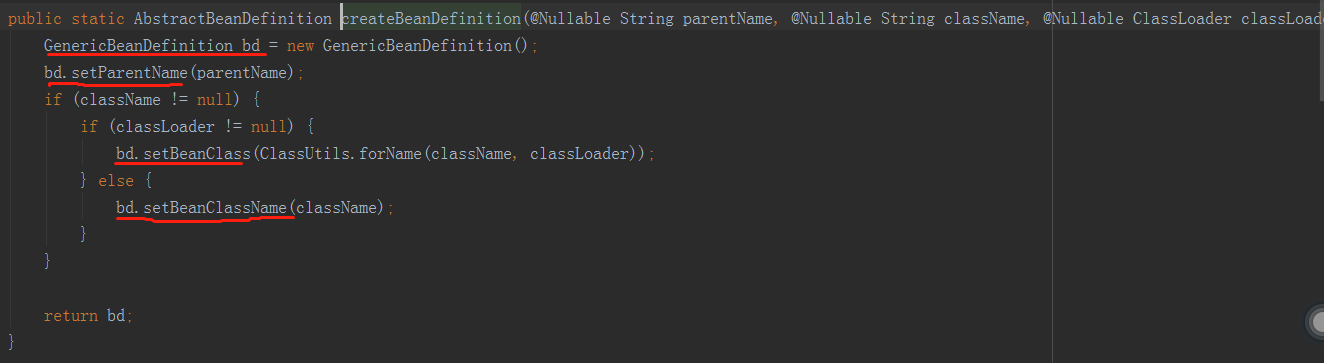 public static AbstractBeanDefinition createBeanDefinition(@Nullable String parentName, @Nullable String className, @Nullable ClassLoader classLoade
GenericBeanDefinition bd = new GenericBeanDefinition();
bd.setParentName(parentName);
if (className != null) {
if (classLoader != null) {
bd.setBeanClass(ClassUtils.forName(className, classLoader));
} else {
bd.setBeanClassName(className);
}
}
return bd;
}